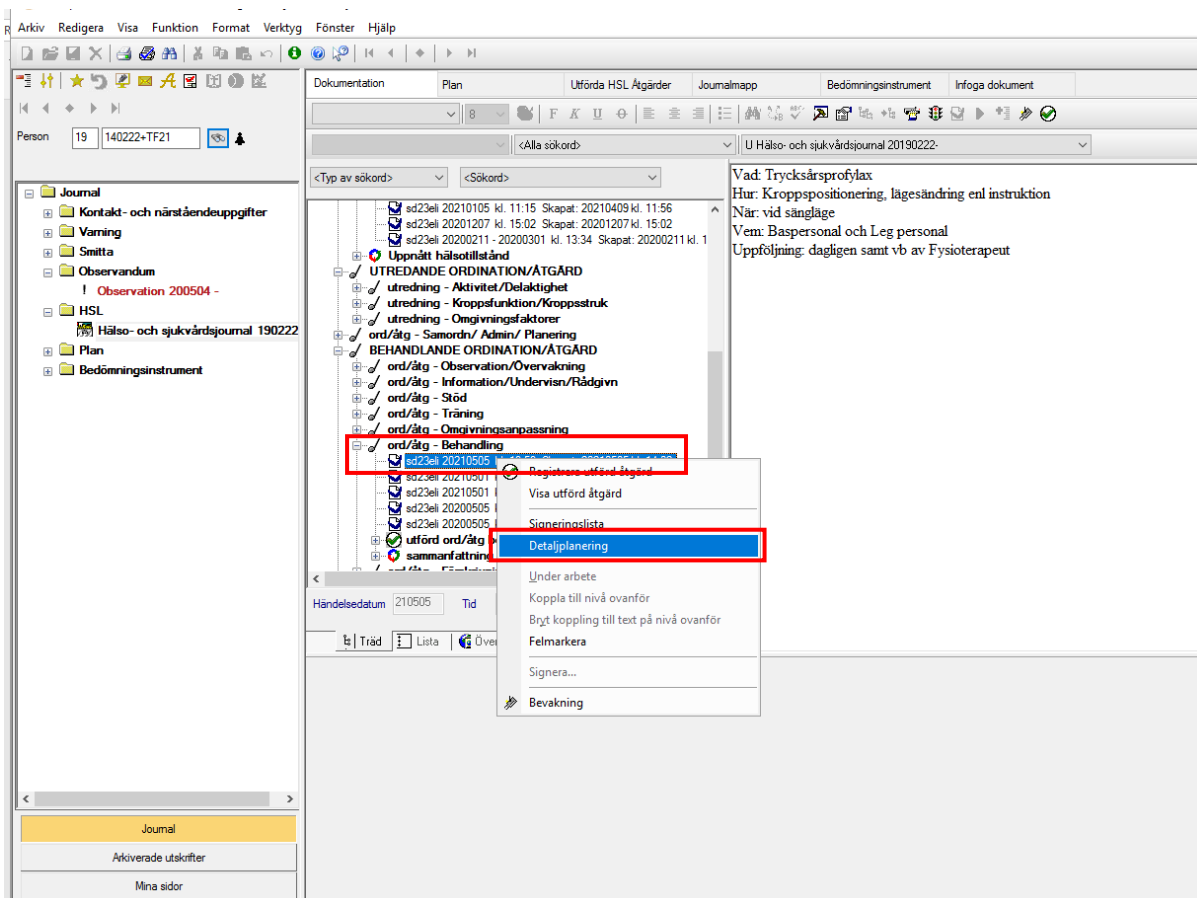 Arkiv Redigera Visa Funktion Format Verktyg Fönster Hjälp
Dokumentation Plan Utförda HSL Åtgärder Journalmapp Bedömningsinstrument Infoga dokument
8 F K U
Person 19 140222+TF21
<Alla sökord> U Hälso- och sjukvårdsjournal 20190222-
<Typ av sökord> <Sökord>
Journal
Kontakt- och närståendeuppgifter
Varning
Smitta
Observandum
! Observation 200504 -
HSL
Hälso- och sjukvårdsjournal 190222
Plan
Bedömningsinstrument
sd23eli 20210105 kl. 11:15 Skapat: 20210409 kl. 11:56
sd23eli 20201207 kl. 15:02 Skapat: 20201207 kl. 15:02
sd23eli 20200211 - 20200301 kl. 13:34 Skapat: 20200211 kl. 1
Uppnått hälsotillstånd
UTREDANDE ORDINATION/ÅTGÄRD
utredning - Aktivitet/Delaktighet
utredning - Kroppsfunktion/Kroppsstruk
utredning - Omgivningsfaktorer
ord/åtg - Samordn/ Admin/ Planering
BEHANDLANDE ORDINATION/ÅTGÄRD
ord/åtg - Observation/Övervakning
ord/åtg - Information/Undervisn/Rådgivn
ord/åtg - Stöd
ord/åtg - Träning
ord/åtg - Omgivningsanpassning
ord/åtg - Behandling
sd23eli 20210505
sd23eli 20210501
sd23eli 20210501
sd23eli 20200505
sd23eli 20200505
utförd ord/åtg
sammanfattning
Händelsedatum 210505 Tid
Träd Lista Över
Vad: Trycksårsprofylax
Hur: Kroppspositionering, lägesändring enl instruktion
När: vid sängläge
Vem: Baspersonal och Leg personal
Uppföljning: dagligen samt vb av Fysioterapeut
Registrera utförd åtgärd
Visa utförd åtgärd
Signeringslista
Detaljplanering
Under arbete
Koppla till nivå ovanför
Bryt koppling till text på nivå ovanför
Felmarkera
Signera...
Bevakning
Journal
Arkiverade utskrifter
Mina sidor